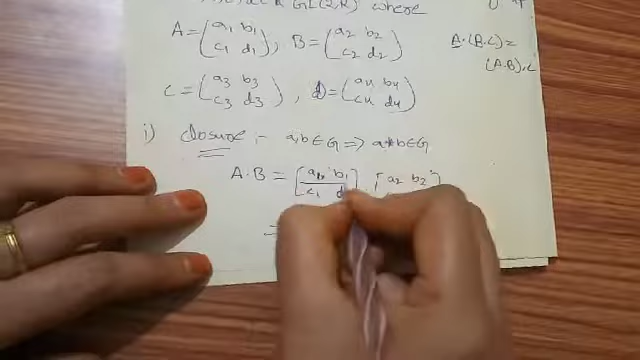 GL(2,R) where
A = (a1 b1 c1 d1), B = (a2 b2 c2 d2)
C = (a3 b3 c3 d3), D = (a4 b4 c4 d4)
A·(B·C) =
(A·B)·C
i) closure :- a,b∈G => a*b∈G
A·B = [a1 b1 c1 d · [a2 b2]
=